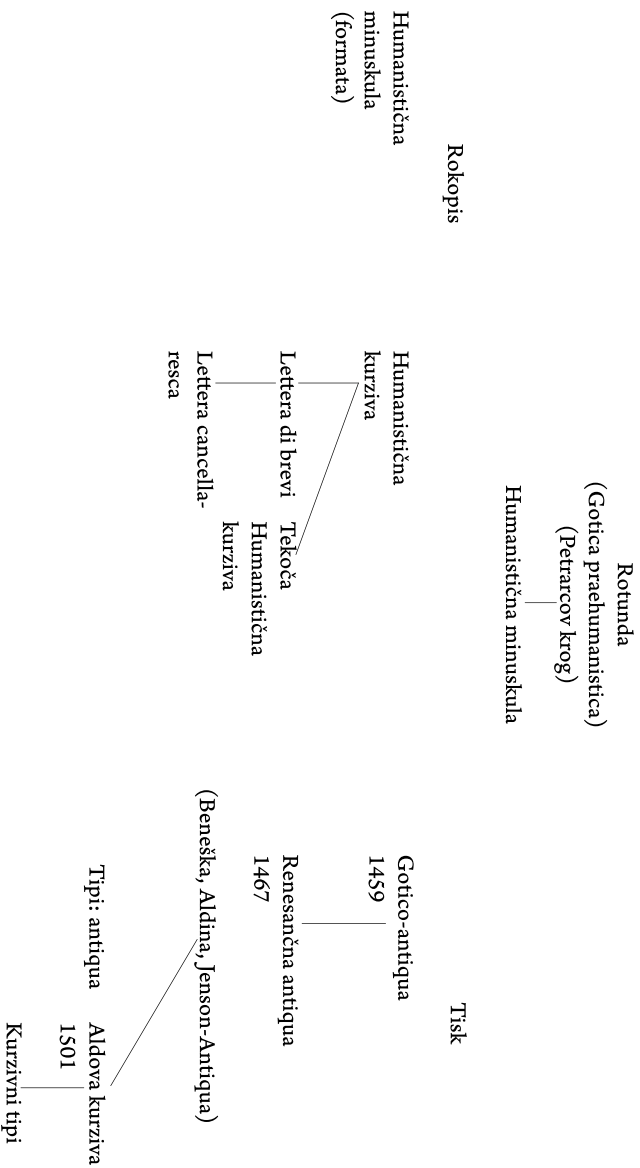 Rotunda
(Gotica praehumanistica)
(Petrarcov krog)
Humanistična minuskula
Rokopis
Tisk
Humanistična
minuskula
(formata)
Humanistična
kurziva
Lettera di brevi
Lettera cancella-
resca
Tekoča
Humanistična
kurziva
Gotico-antiqua
1459
Renesančna antiqua
1467
(Beneška, Aldina, Jenson-Antiqua)
Tipi: antiqua
Aldova kurziva
1501
Kurzivni tipi